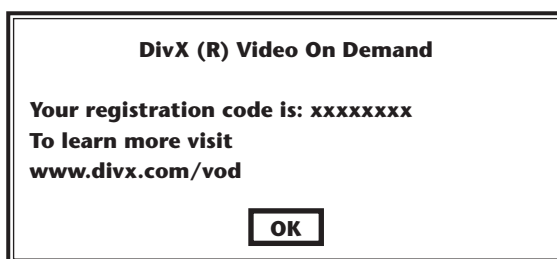 DivX (R) Video On Demand
Your registration code is: xxxxxxxx
To learn more visit
www.divx.com/vod
OK